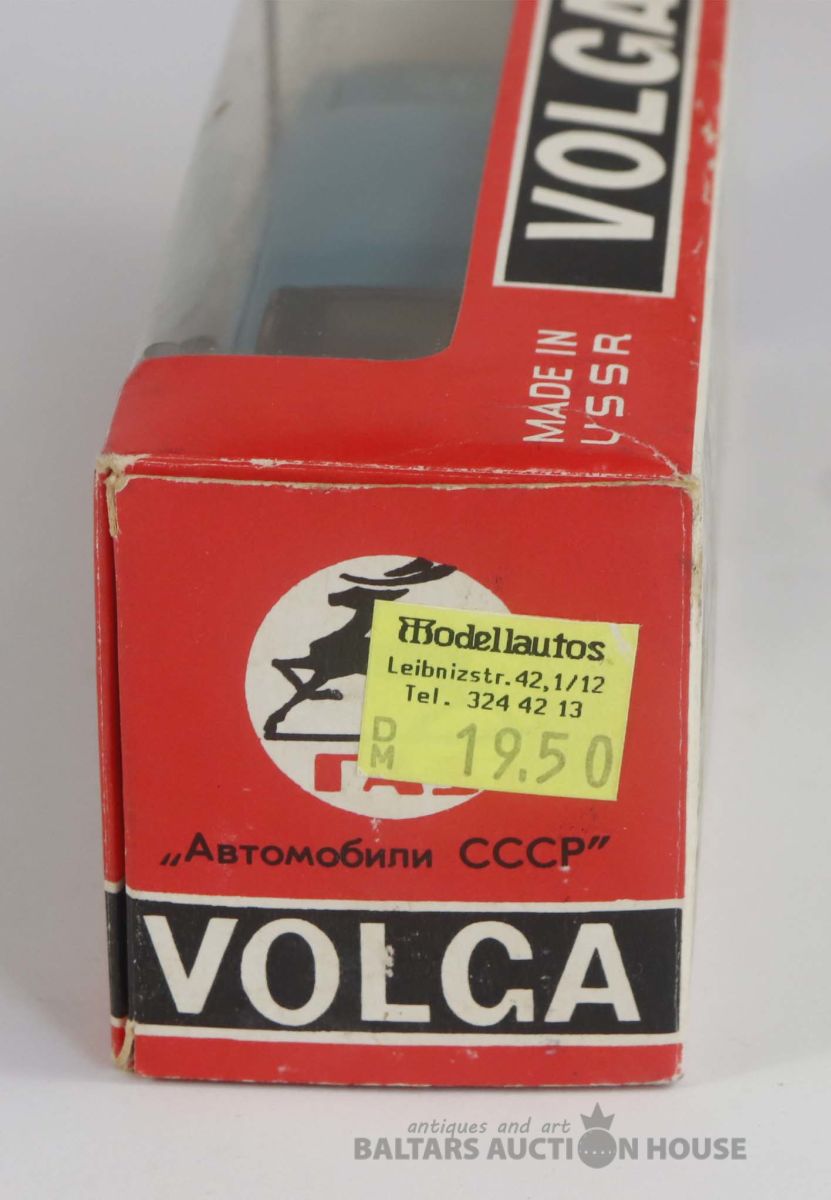 VOLGA
MADE IN
USSR
Modellautos
Leibnizstr.42,1/12
Tel. 324 42 13
DM 19.50
„Автомобили СССР”
VOLGA
antiques and art
BALTARS AUCTION HOUSE